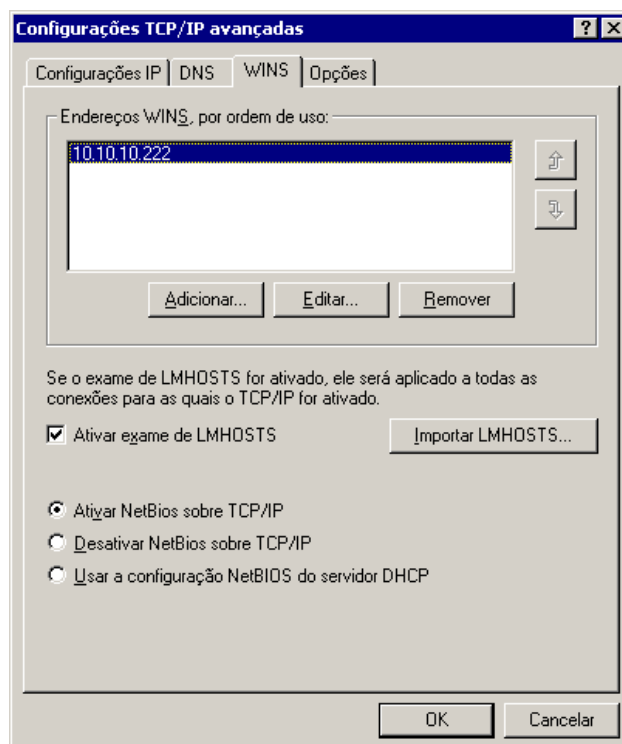 Configurações TCP/IP avançadas
Configurações IP DNS WINS Opções
Endereços WINS, por ordem de uso:
10.10.10.222
Adicionar... Editar... Remover
Se o exame de LMHOSTS for ativado, ele será aplicado a todas as
conexões para as quais o TCP/IP for ativado.
Ativar exame de LMHOSTS Importar LMHOSTS...
Ativar NetBios sobre TCP/IP
Desativar NetBios sobre TCP/IP
Usar a configuração NetBIOS do servidor DHCP
OK Cancelar